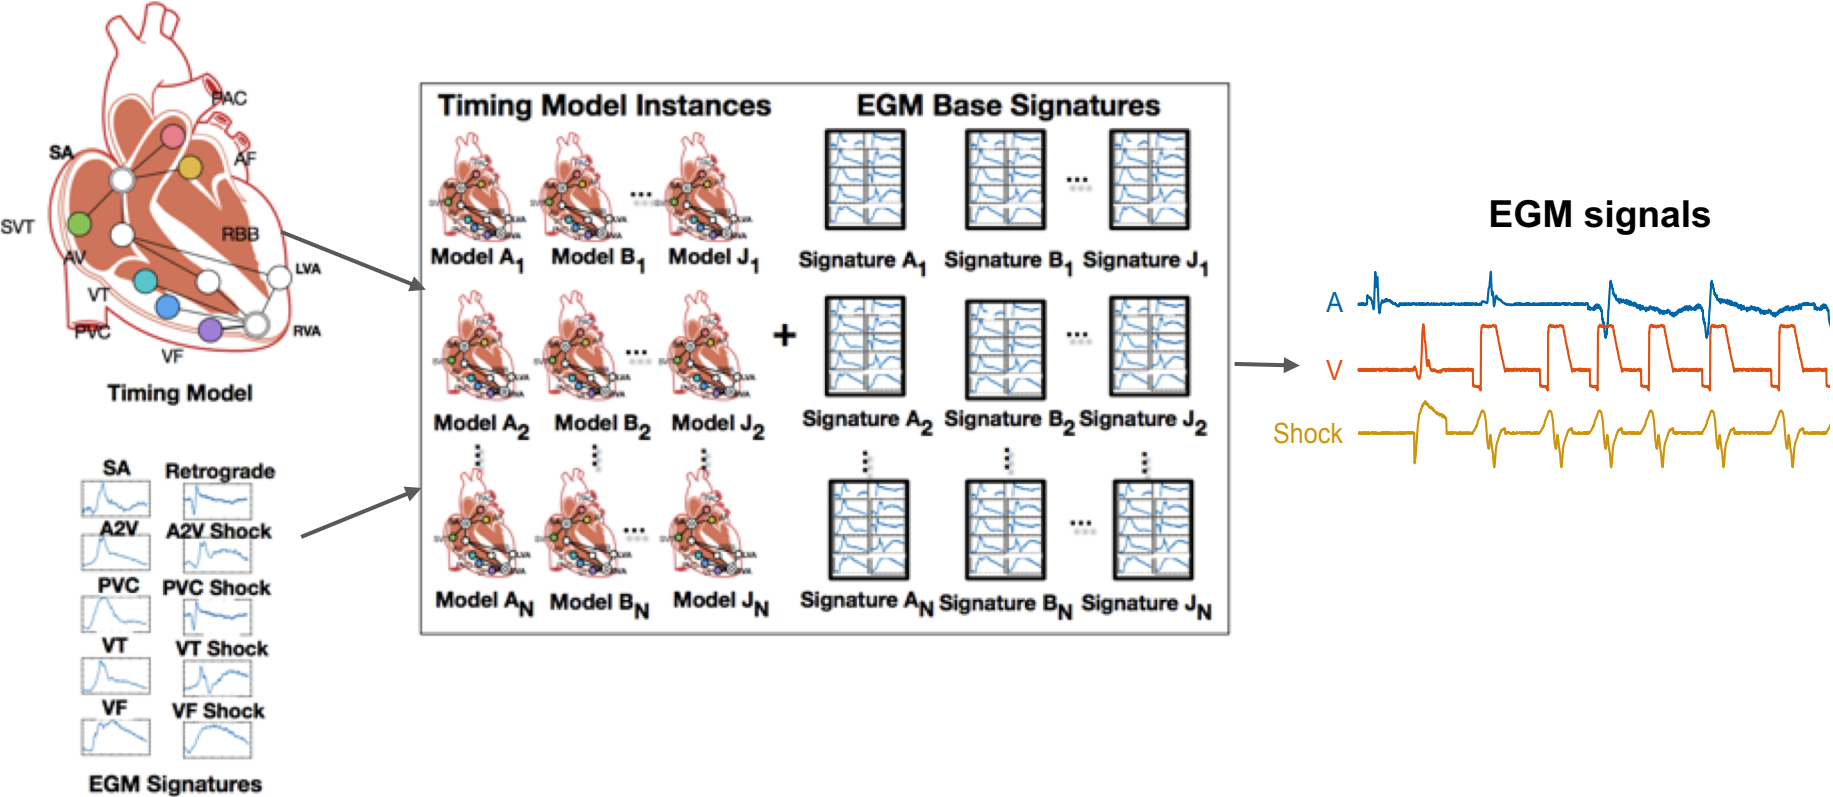 PAC
SA
AF
SVT
RBB
AV
LVA
VT
PVC
RVA
VF
Timing Model
SA
Retrograde
A2V
A2V Shock
PVC
PVC Shock
VT
VT Shock
VF
VF Shock
EGM Signatures
Timing Model Instances
EGM Base Signatures
Model A1 Model B1 ... Model J1
Signature A1 Signature B1 ... Signature J1
+
Model A2 Model B2 ... Model J2
Signature A2 Signature B2 ... Signature J2
Model AN Model BN ... Model JN
Signature AN Signature BN ... Signature JN
EGM signals
A
V
Shock